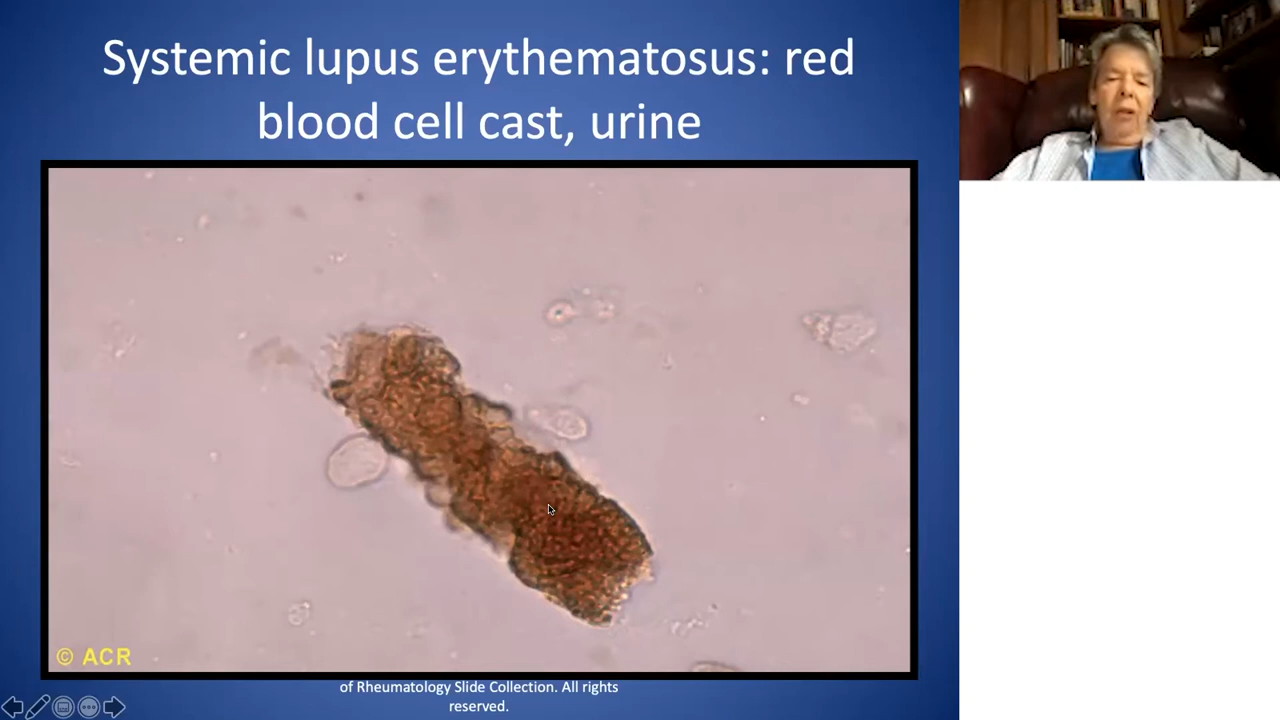 Systemic lupus erythematosus: red
blood cell cast, urine
© ACR
of Rheumatology Slide Collection. All rights
reserved.